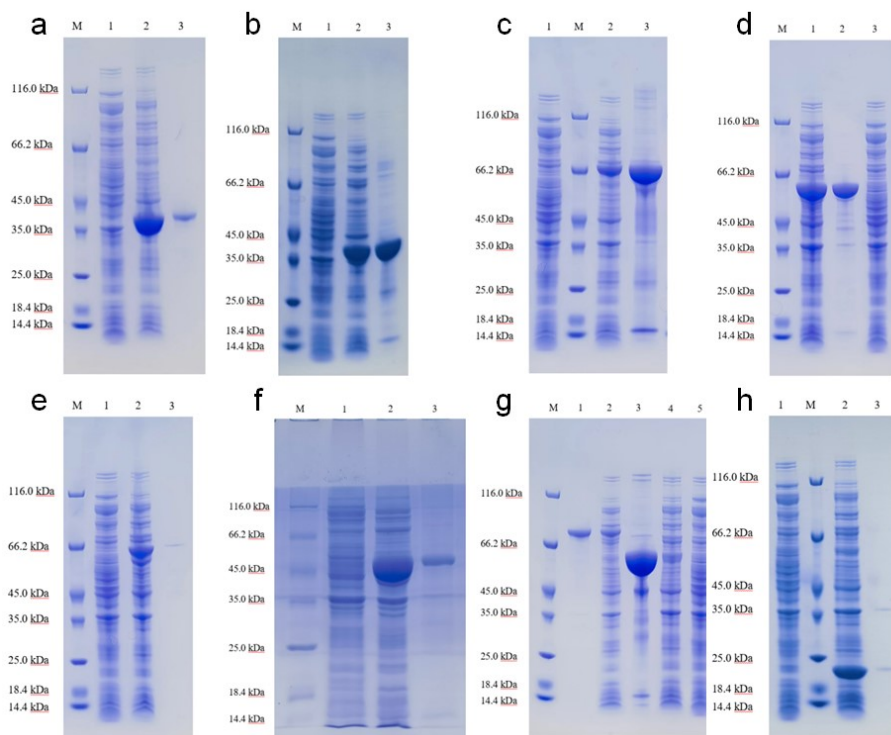 a
M 1 2 3
116.0 kDa
66.2 kDa
45.0 kDa
35.0 kDa
25.0 kDa
18.4 kDa
14.4 kDa
b
M 1 2 3
116.0 kDa
66.2 kDa
45.0 kDa
35.0 kDa
25.0 kDa
18.4 kDa
14.4 kDa
c
1 M 2 3
116.0 kDa
66.2 kDa
45.0 kDa
35.0 kDa
25.0 kDa
18.4 kDa
14.4 kDa
d
M 1 2 3
116.0 kDa
66.2 kDa
45.0 kDa
35.0 kDa
25.0 kDa
18.4 kDa
14.4 kDa
e
M 1 2 3
116.0 kDa
66.2 kDa
45.0 kDa
35.0 kDa
25.0 kDa
18.4 kDa
14.4 kDa
f
M 1 2 3
116.0 kDa
66.2 kDa
45.0 kDa
35.0 kDa
25.0 kDa
18.4 kDa
14.4 kDa
g
M 1 2 3 4 5
116.0 kDa
66.2 kDa
45.0 kDa
35.0 kDa
25.0 kDa
18.4 kDa
14.4 kDa
h
1 M 2 3
116.0 kDa
66.2 kDa
45.0 kDa
35.0 kDa
25.0 kDa
18.4 kDa
14.4 kDa